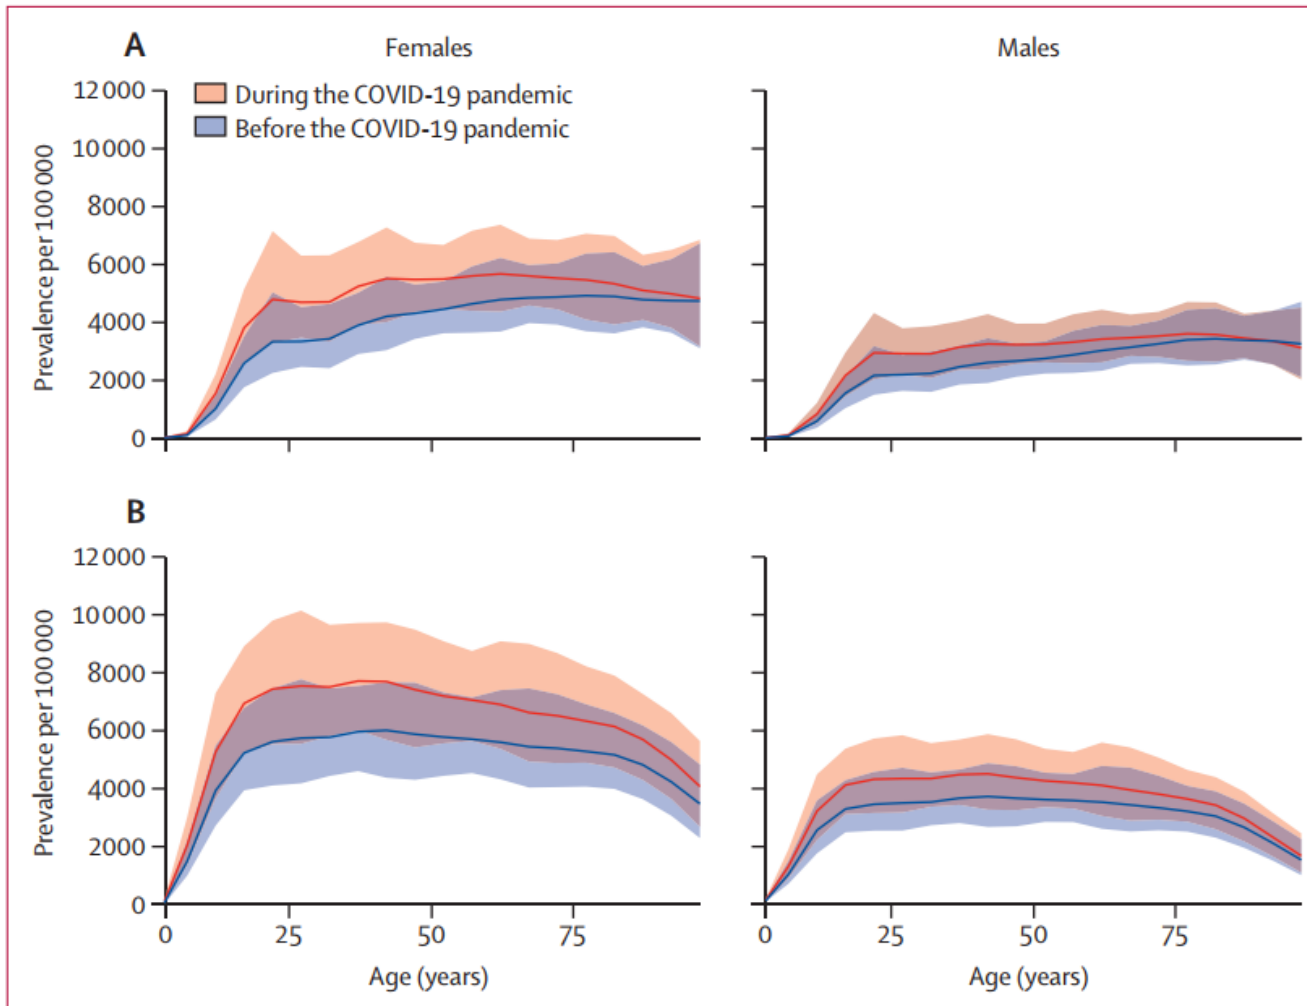 A
Females
Males
During the COVID-19 pandemic
Before the COVID-19 pandemic
Prevalence per 100 000
12 000
10 000
8000
6000
4000
2000
0
B
Prevalence per 100 000
12 000
10 000
8000
6000
4000
2000
0
0 25 50 75
0 25 50 75
Age (years)
Age (years)